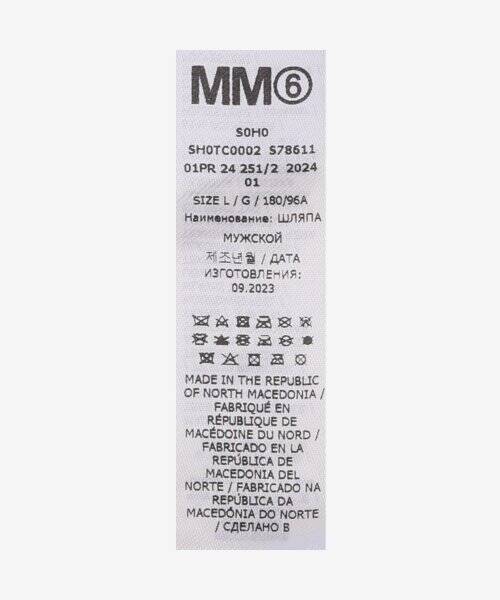 MM⑥
S0H0
SH0TC0002 S78611
01PR 24 251/2 2024
01
SIZE L / G / 180/96A
Наименование: ШЛЯПА
МУЖСКОЙ
제조년월 / ДАТА
ИЗГОТОВЛЕНИЯ:
09.2023
MADE IN THE REPUBLIC
OF NORTH MACEDONIA /
FABRIQUÉ EN
RÉPUBLIQUE DE
MACÉDOINE DU NORD /
FABRICADO EN LA
REPÚBLICA DE
MACEDONIA DEL
NORTE / FABRICADO NA
REPÚBLICA DA
MACEDÔNIA DO NORTE
/ СДЕЛАНО В